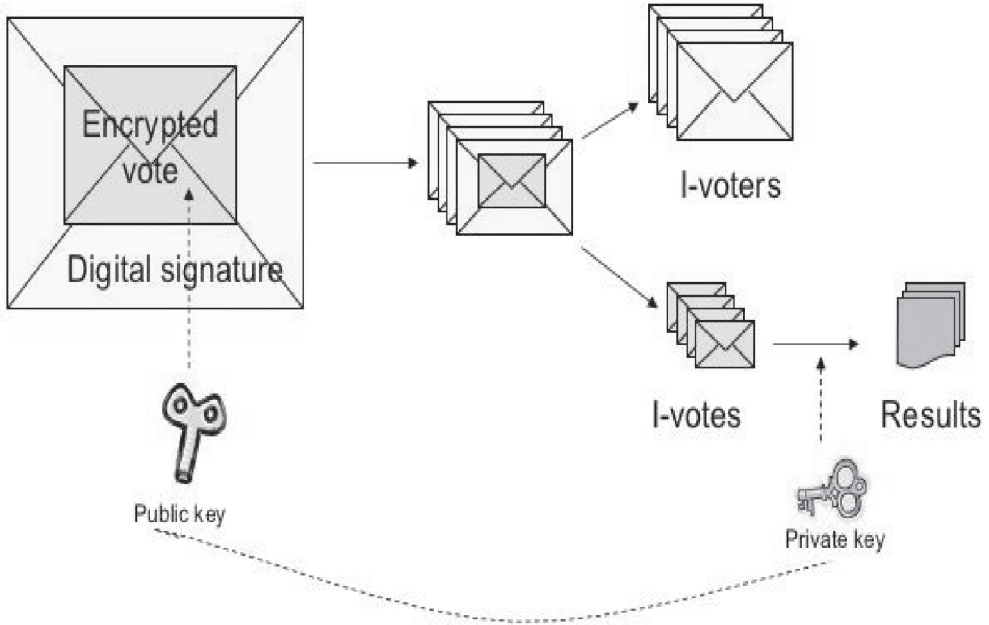 Encrypted
vote
Digital signature
I-voters
I-votes
Results
Public key
Private key